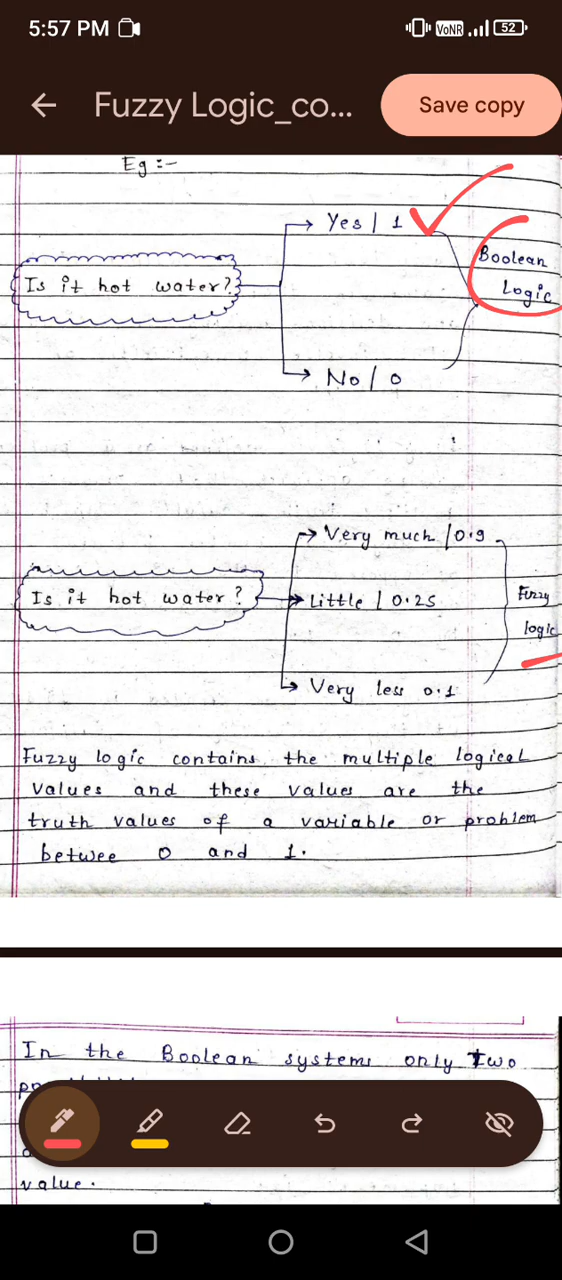 5:57 PM
VoNR
52
Fuzzy Logic_co...
Save copy
Eg :-
Yes | 1
Boolean
Logic
Is it hot water?
No | 0
Very much | 0.9
Is it hot water ?
Little | 0.25
Fuzzy
logic
Very less 0.1
Fuzzy logic contains the multiple logical
values and these values are the
truth values of a variable or problem
betwee 0 and 1.
In the Boolean systems only two
value.